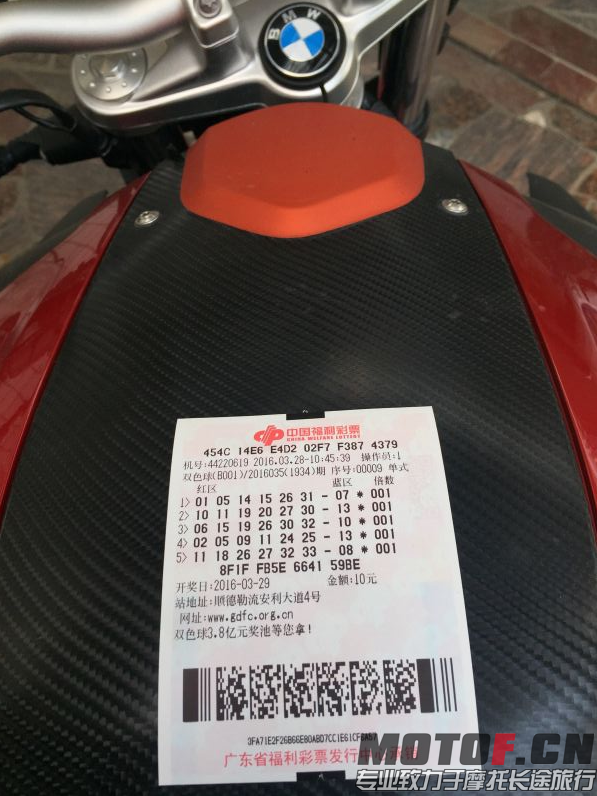 BMW
中国福利彩票
CHINA WELFARE LOTTERY
454C 14E6 E4D2 02F7 F387 4379
机号:44220619 2016.03.28-10:45:39 操作员:1
双色球(B001)/2016035(1934)期 序号:00009 单式
红区 蓝区 倍数
1> 01 05 14 15 26 31 - 07 * 001
2> 10 11 19 20 27 30 - 13 * 001
3> 06 15 19 26 30 32 - 10 * 001
4> 02 05 09 11 24 25 - 13 * 001
5> 11 18 26 27 32 33 - 08 * 001
8F1F FB5E 6641 59BE
开奖日:2016-03-29 金额:10元
站地址:顺德勒流安利大道4号
网址:www.gdfc.org.cn
双色球3.8亿元奖池等您拿!
广东省福利彩票发行中心承销
MOTOF.CN
专业致力于摩托长途旅行